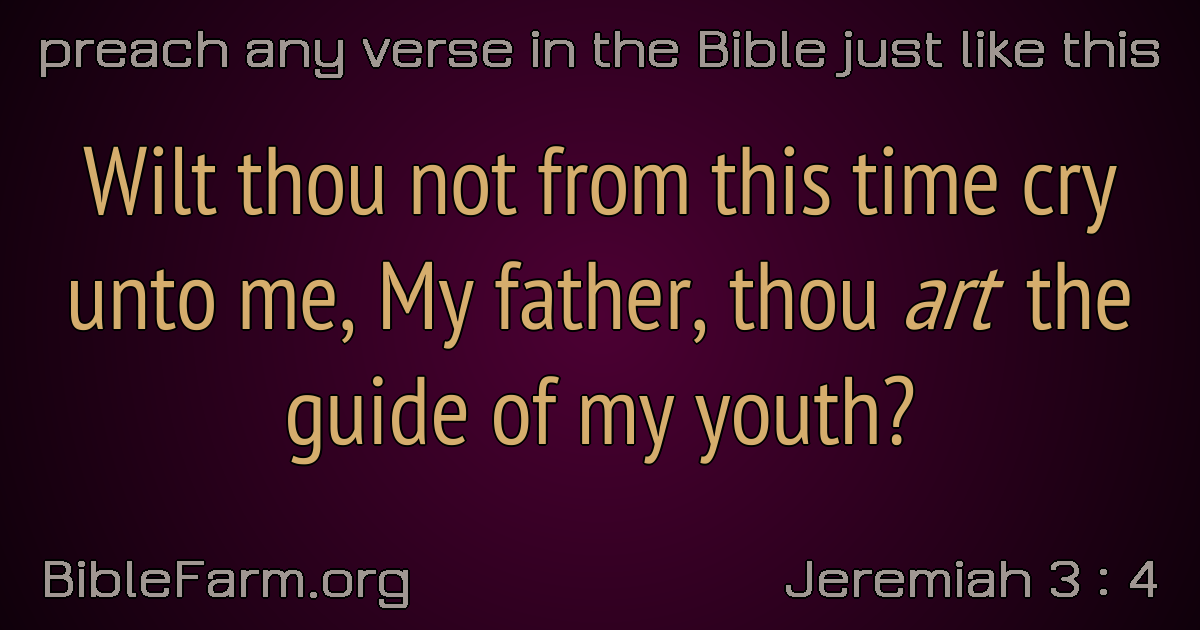 preach any verse in the Bible just like this
Wilt thou not from this time cry
unto me, My father, thou art the
guide of my youth?
BibleFarm.org
Jeremiah 3 : 4